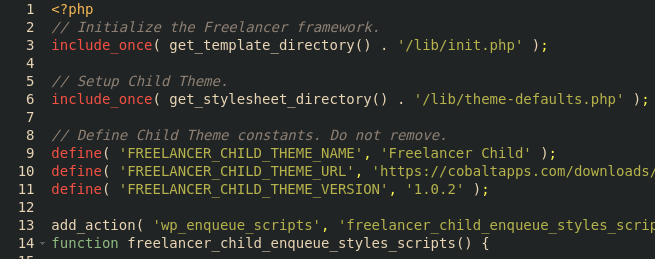 1 <?php
2 // Initialize the Freelancer framework.
3 include_once( get_template_directory() . '/lib/init.php' );
4
5 // Setup Child Theme.
6 include_once( get_stylesheet_directory() . '/lib/theme-defaults.php' );
7
8 // Define Child Theme constants. Do not remove.
9 define( 'FREELANCER_CHILD_THEME_NAME', 'Freelancer Child' );
10 define( 'FREELANCER_CHILD_THEME_URL', 'https://cobaltapps.com/downloads/
11 define( 'FREELANCER_CHILD_THEME_VERSION', '1.0.2' );
12
13 add_action( 'wp_enqueue_scripts', 'freelancer_child_enqueue_styles_scrip
14 function freelancer_child_enqueue_styles_scripts() {